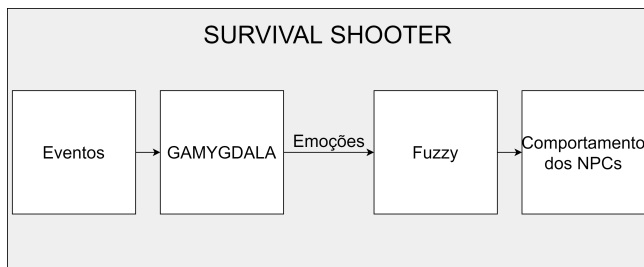 SURVIVAL SHOOTER
Eventos
GAMYGDALA
Emoções
Fuzzy
Comportamento
dos NPCs